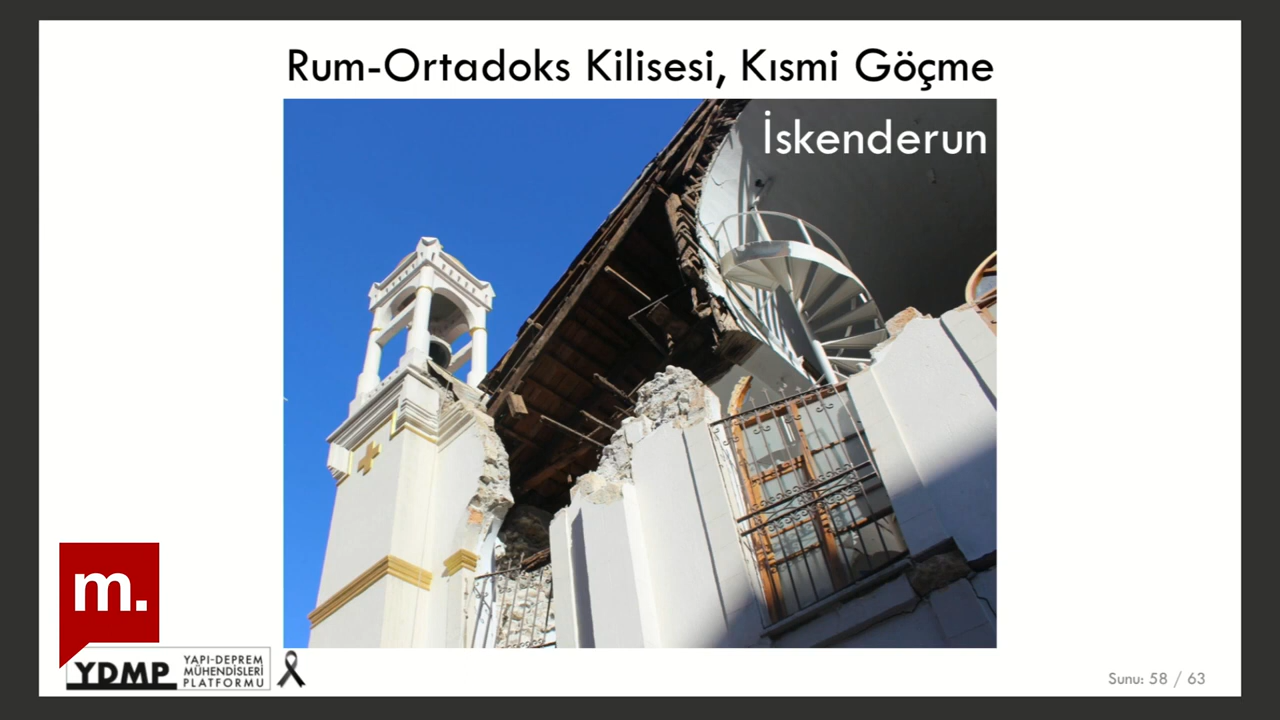 Rum-Ortadoks Kilisesi, Kısmi Göçme
İskenderun
m.
YDMP
YAPI-DEPREM
MÜHENDİSLERİ
PLATFORMU
Sunu: 58 / 63